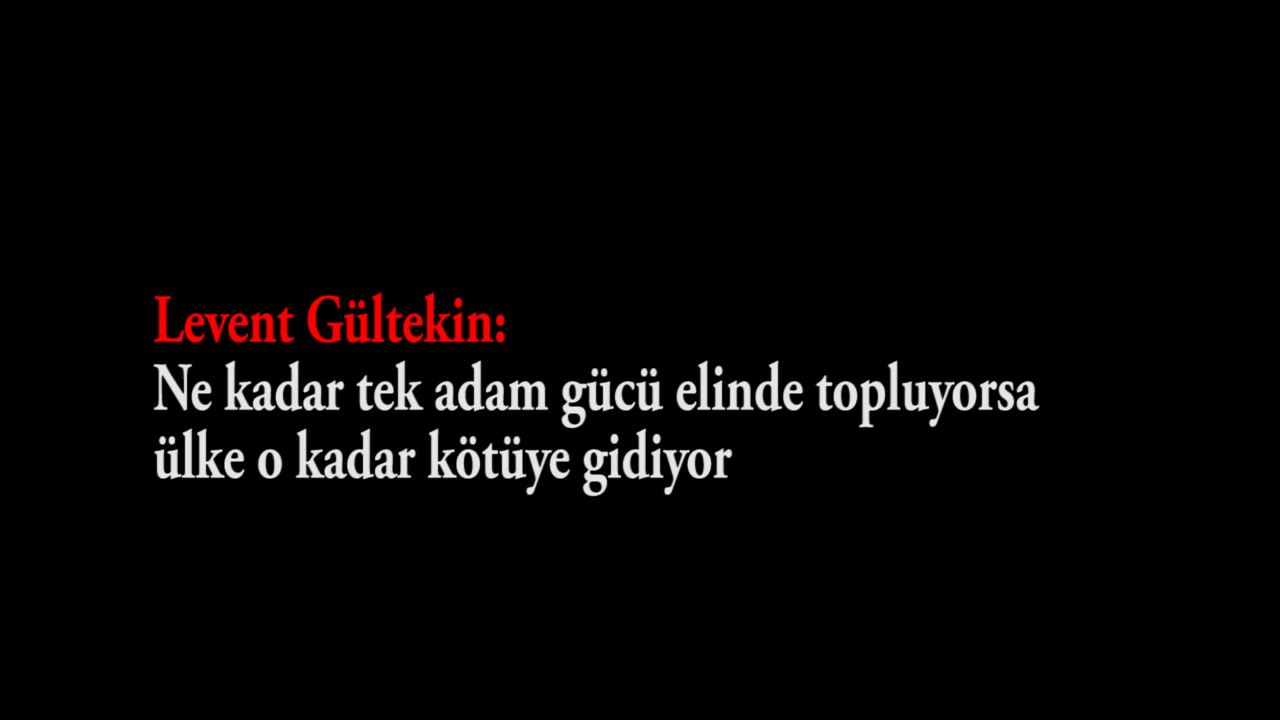 Levent Gültekin:
Ne kadar tek adam gücü elinde topluyorsa
ülke o kadar kötüye gidiyor